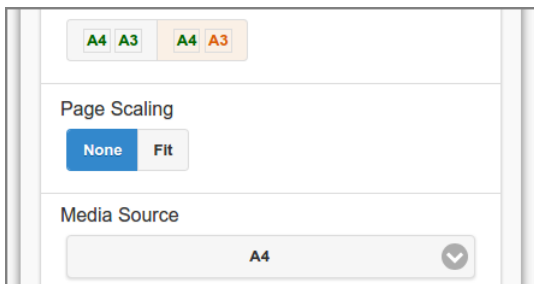 A4 A3 A4 A3
Page Scaling
None Fit
Media Source
A4